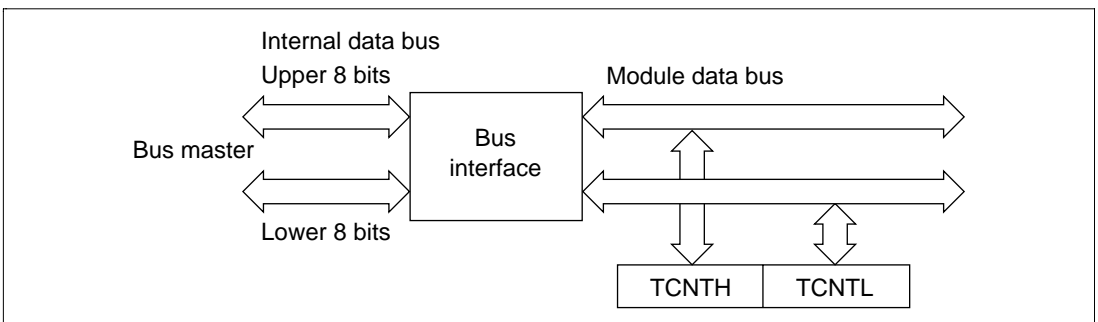 Internal data bus
Upper 8 bits
Module data bus
Bus master
Bus
interface
Lower 8 bits
TCNTH
TCNTL